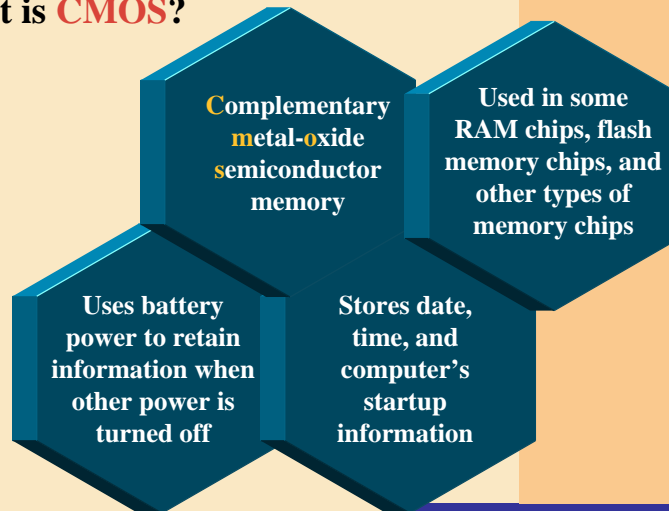 t is CMOS?
Complementary
metal-oxide
semiconductor
memory
Used in some
RAM chips, flash
memory chips, and
other types of
memory chips
Uses battery
power to retain
information when
other power is
turned off
Stores date,
time, and
computer’s
startup
information